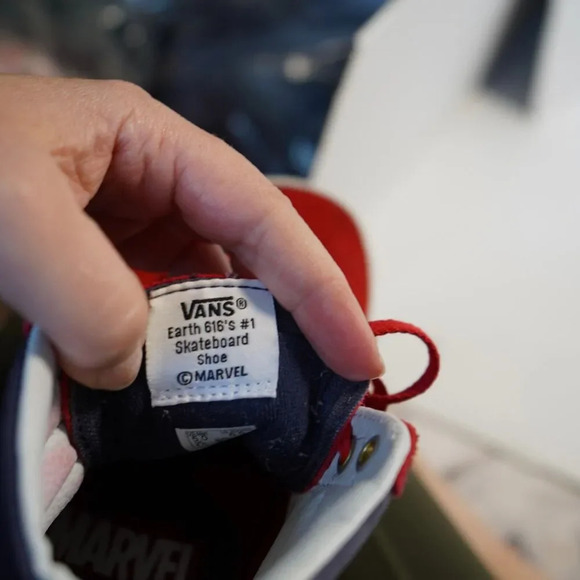 VANS®
Earth 616's #1
Skateboard
Shoe
©MARVEL
MARVEL